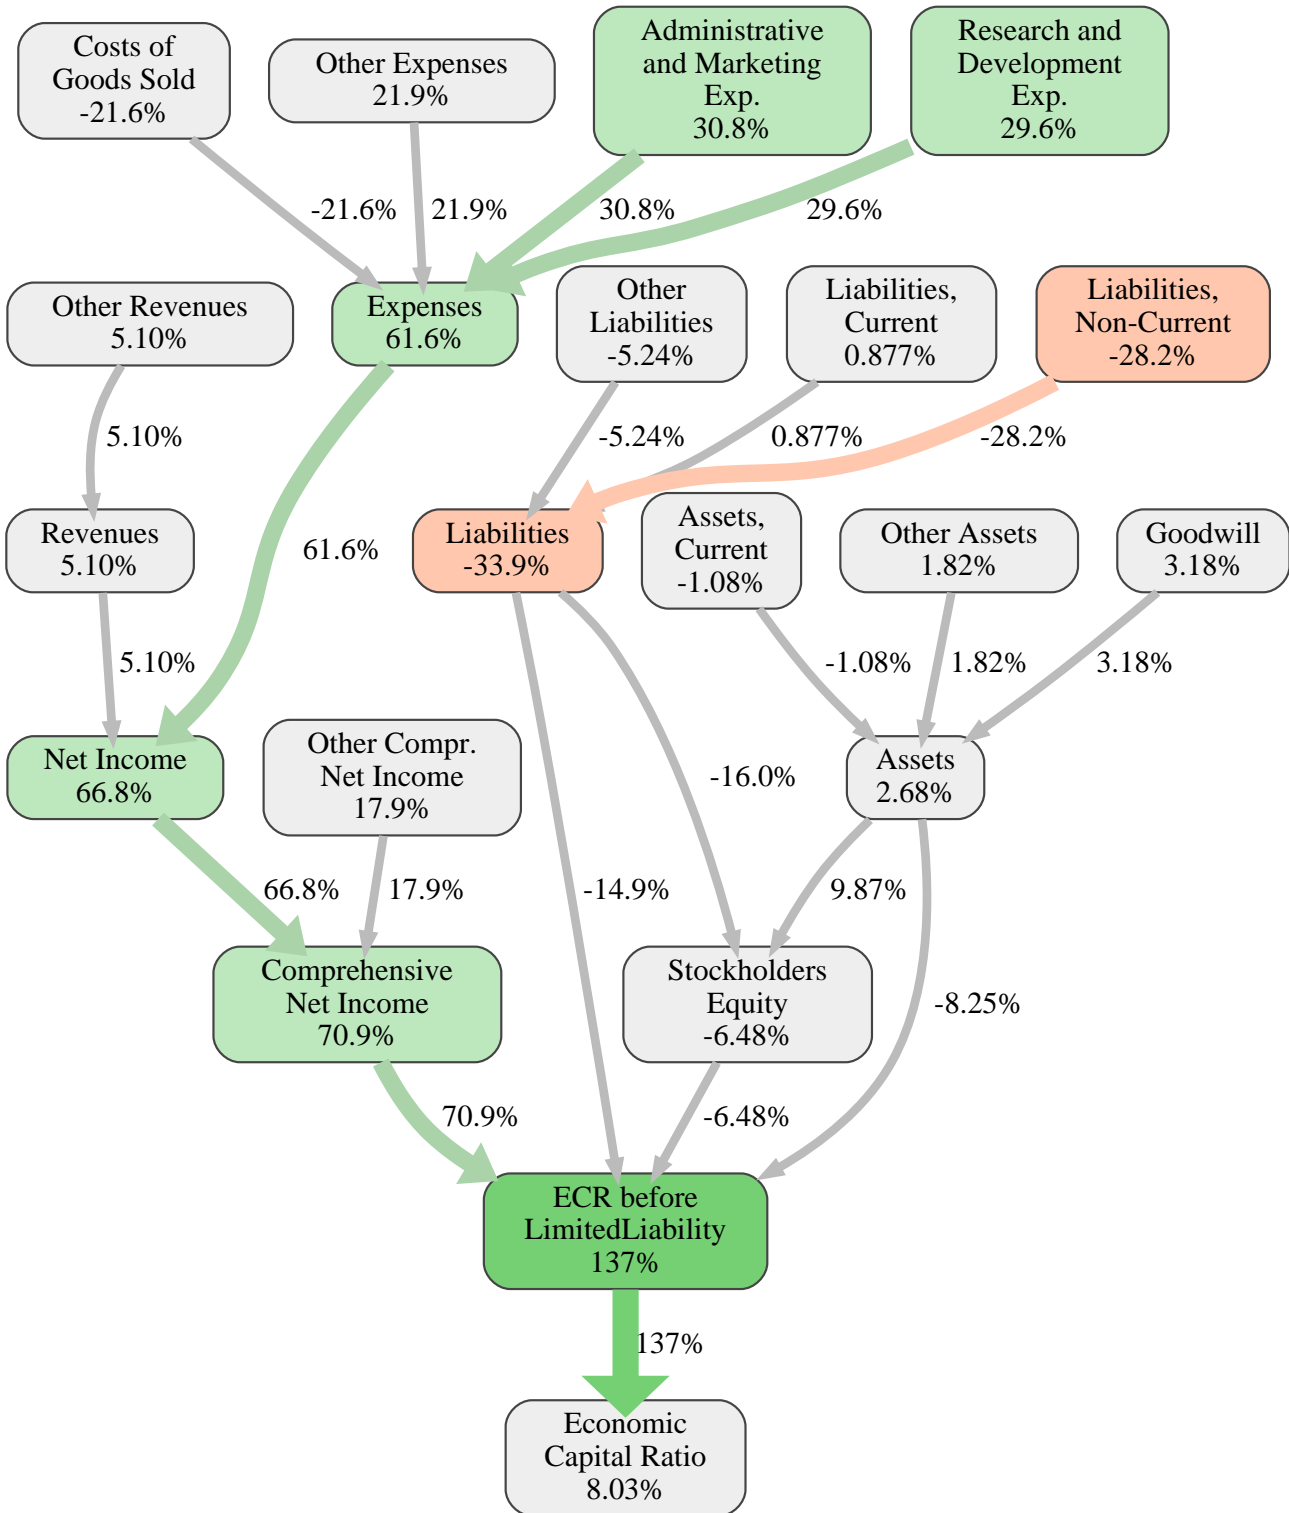 Costs of
Goods Sold
-21.6%
Other Expenses
21.9%
Administrative
and Marketing
Exp.
30.8%
Research and
Development
Exp.
29.6%
-21.6%
21.9%
30.8%
29.6%
Other Revenues
5.10%
Expenses
61.6%
Other
Liabilities
-5.24%
Liabilities,
Current
0.877%
Liabilities,
Non-Current
-28.2%
5.10%
-5.24%
0.877%
-28.2%
Revenues
5.10%
61.6%
Liabilities
-33.9%
Assets,
Current
-1.08%
Other Assets
1.82%
Goodwill
3.18%
5.10%
-1.08%
1.82%
3.18%
Net Income
66.8%
Other Compr.
Net Income
17.9%
-16.0%
Assets
2.68%
66.8%
17.9%
-14.9%
9.87%
Comprehensive
Net Income
70.9%
Stockholders
Equity
-6.48%
-8.25%
70.9%
-6.48%
ECR before
LimitedLiability
137%
137%
Economic
Capital Ratio
8.03%